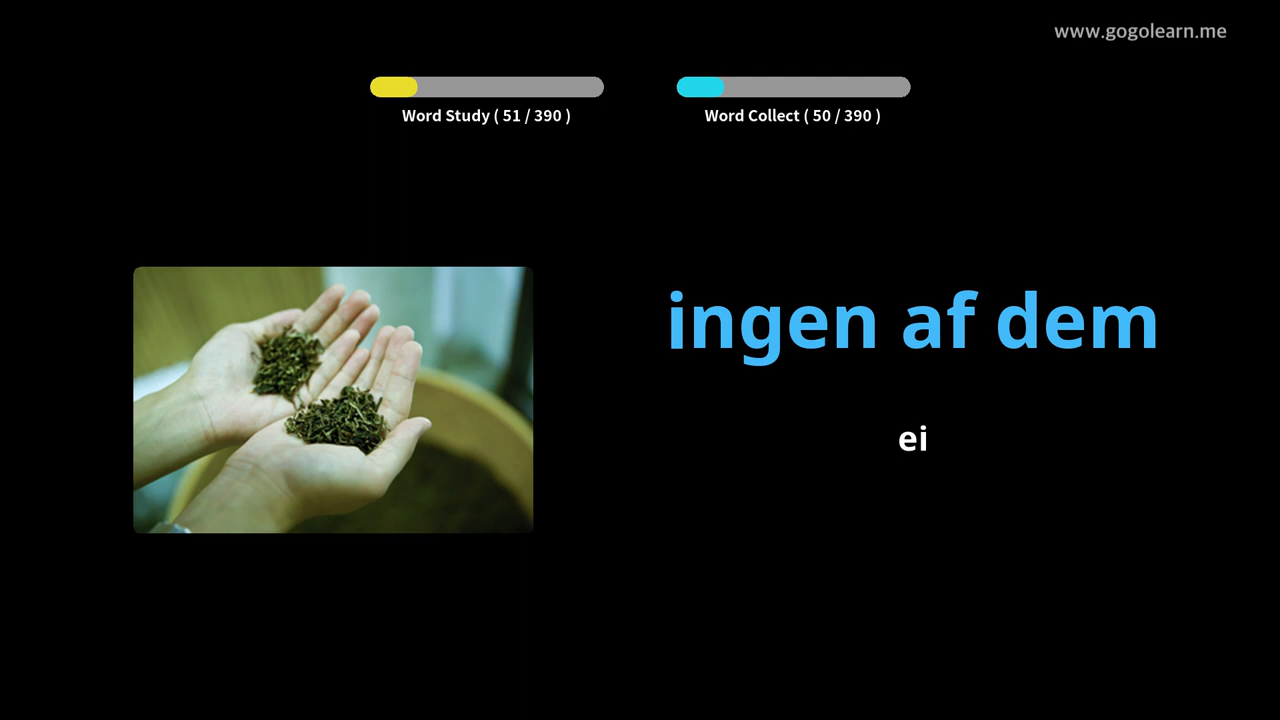 www.gogolearn.me
Word Study ( 51 / 390 )
Word Collect ( 50 / 390 )
ingen af dem
ei